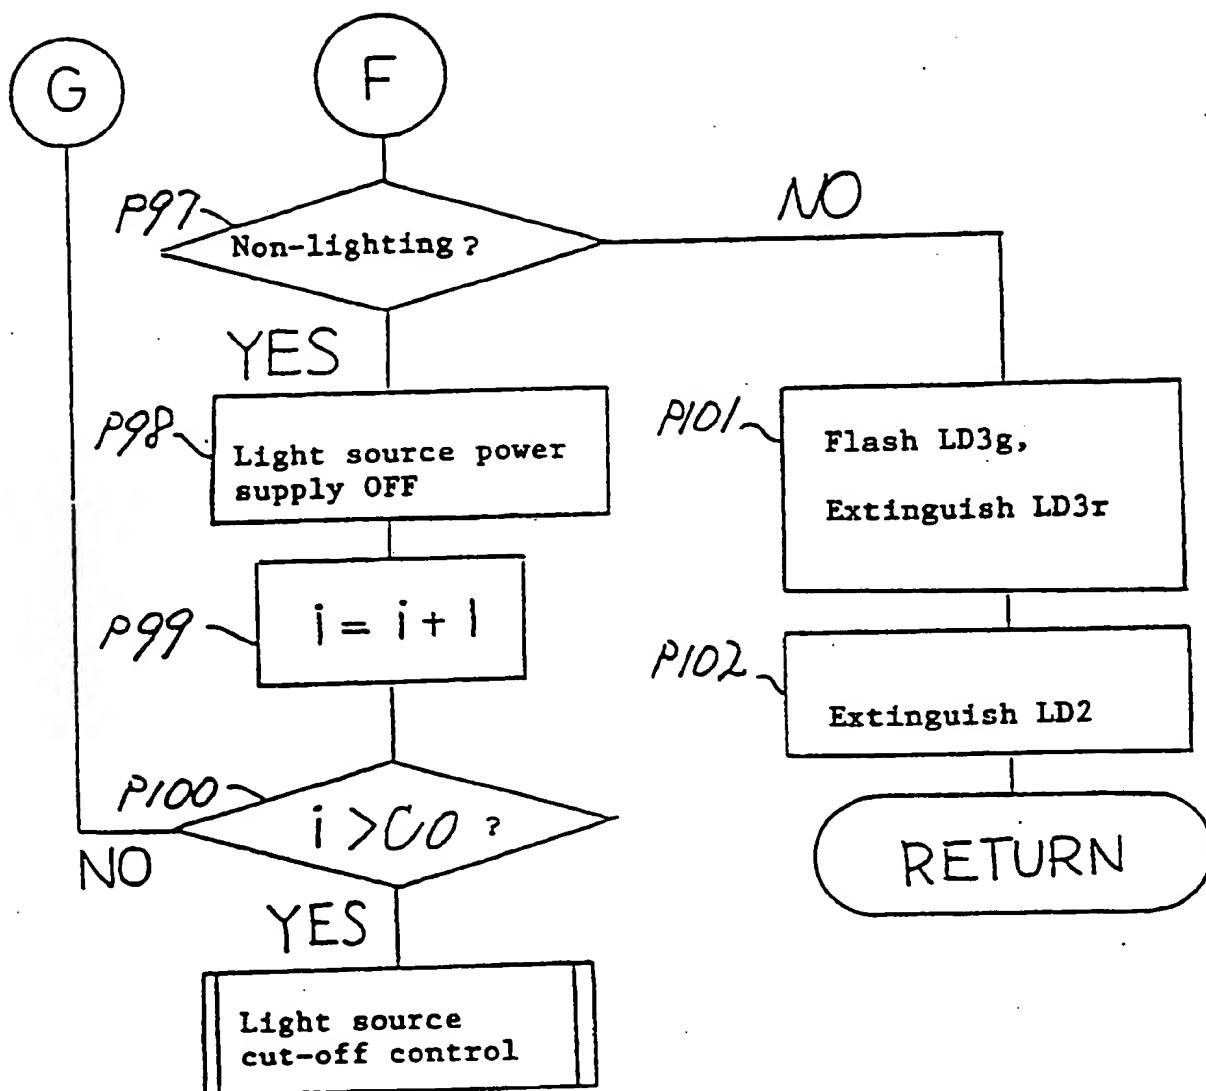 G
F
P97
Non-lighting?
NO
YES
P98
Light source power
supply OFF
P101
Flash LD3g,
Extinguish LD3r
P99
i = i + 1
P102
Extinguish LD2
P100
i > C0 ?
NO
RETURN
YES
Light source
cut-off control